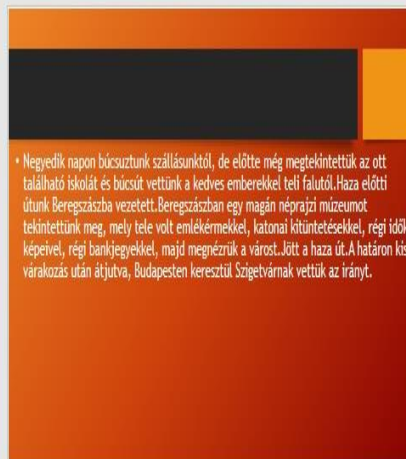 • Negyedik napon búcsuztunk szállásunktól, de előtte még megtekintettük az ott
található iskolát és búcsút vettünk a kedves emberekkel teli falutól.Haza előtti
útunk Beregszászba vezetett.Beregszászban egy magán néprajzi múzeumot
tekintettünk meg, mely tele volt emlékérmekkel, katonai kitüntetésekkel, régi idők
képeivel, régi bankjegyekkel, majd megnézrük a várost.Jött a haza út.A határon kis
várakozás után átjutva, Budapesten keresztül Szigetvárnak vettük az irányt.